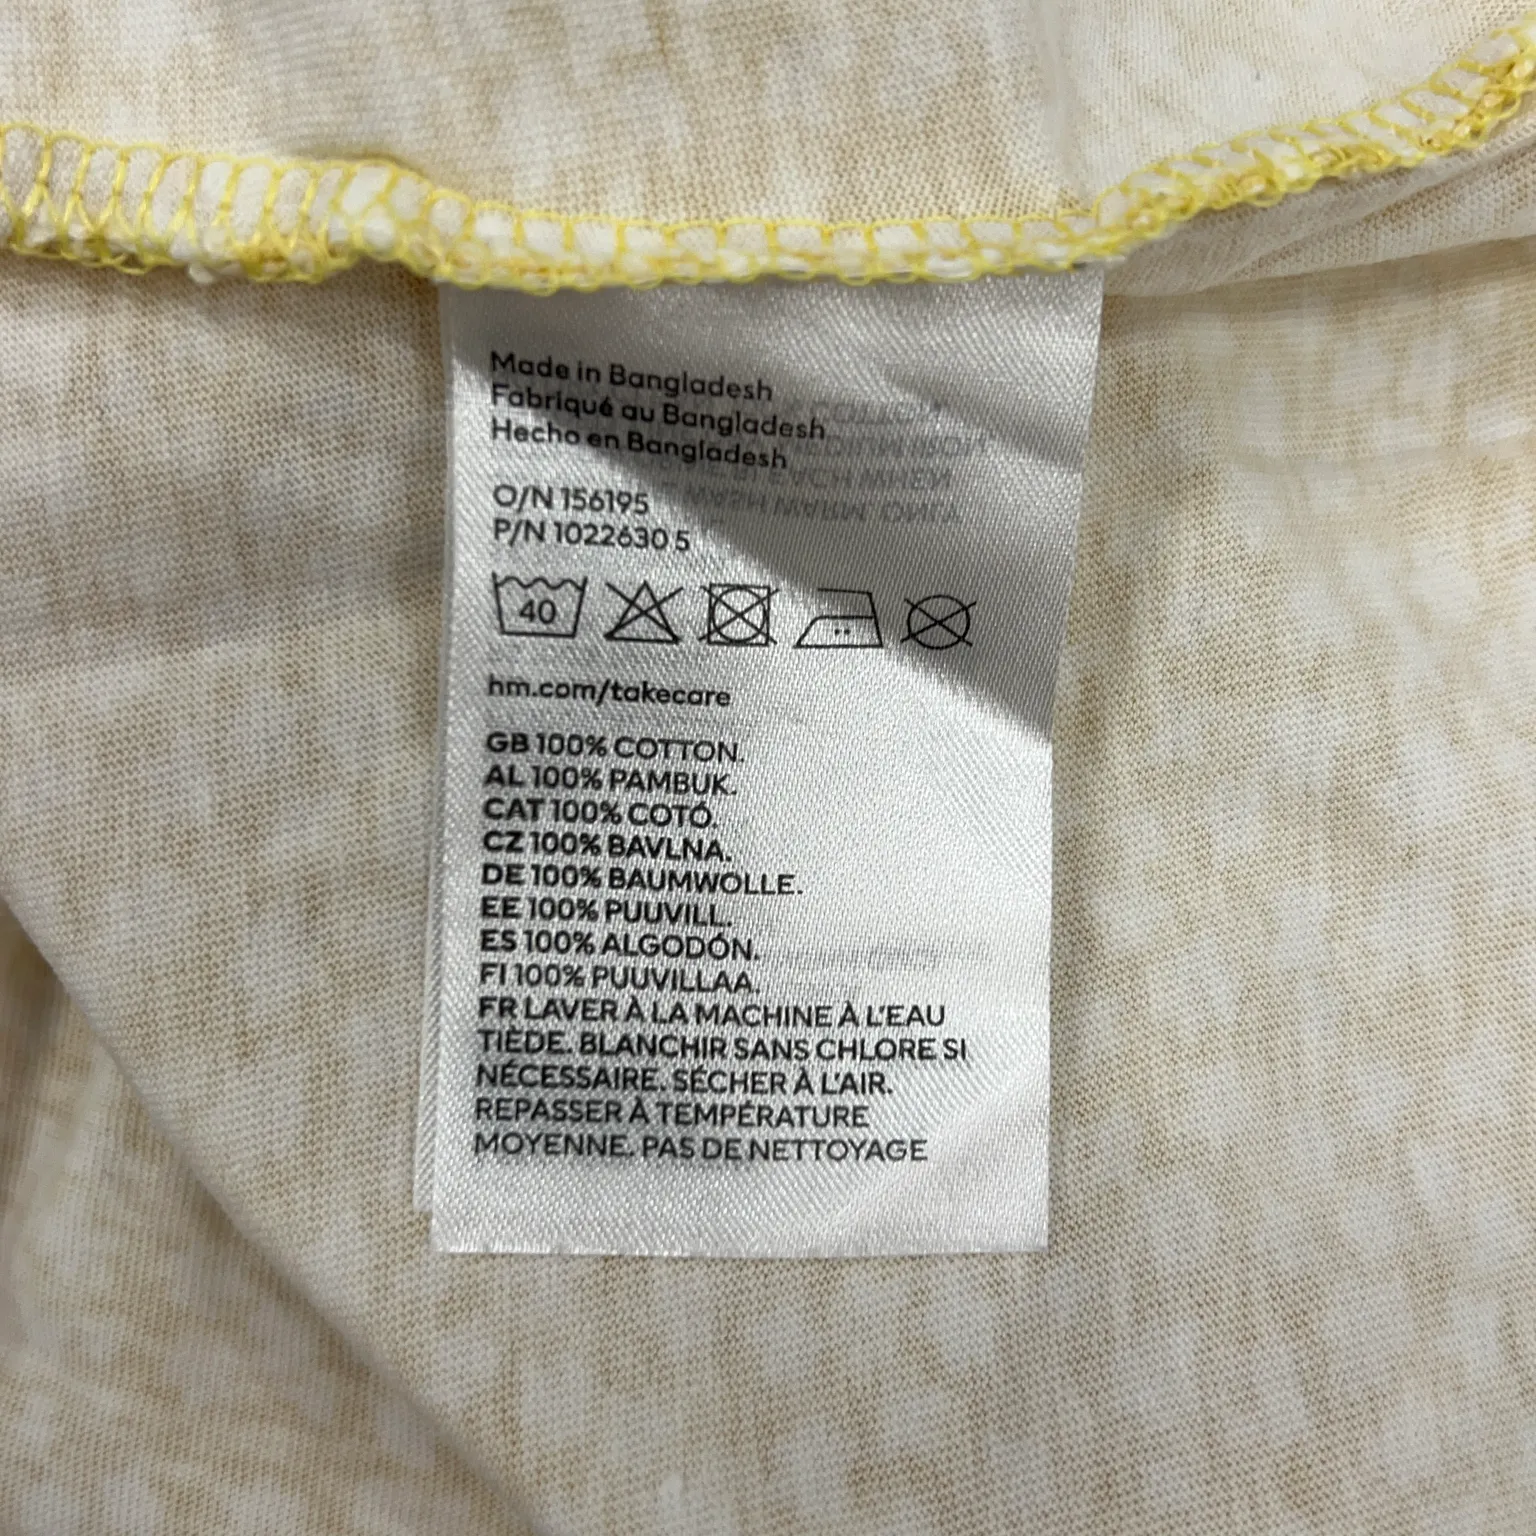 Made in Bangladesh
Fabriqué au Bangladesh
Hecho en Bangladesh
O/N 156195
P/N 1022630 5
40
hm.com/takecare
GB 100% COTTON.
AL 100% PAMBUK.
CAT 100% COTÓ.
CZ 100% BAVLNA.
DE 100% BAUMWOLLE.
EE 100% PUUVILL.
ES 100% ALGODÓN.
FI 100% PUUVILLAA.
FR LAVER À LA MACHINE À L'EAU
TIÈDE. BLANCHIR SANS CHLORE SI
NÉCESSAIRE. SÉCHER À L'AIR.
REPASSER À TEMPÉRATURE
MOYENNE. PAS DE NETTOYAGE